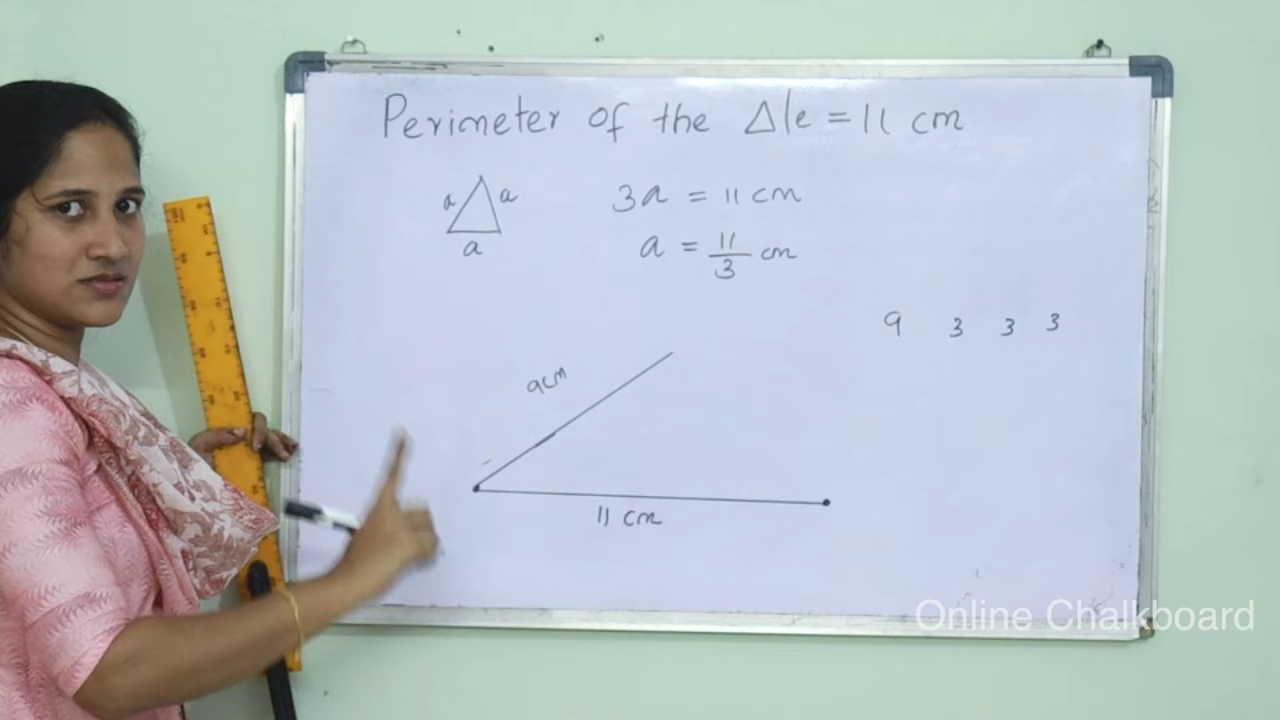 Perimeter of the Δle = 11 cm
a a
a
3a = 11 cm
a = 11/3 cm
9 3 3 3
9cm
11 cm
Online Chalkboard